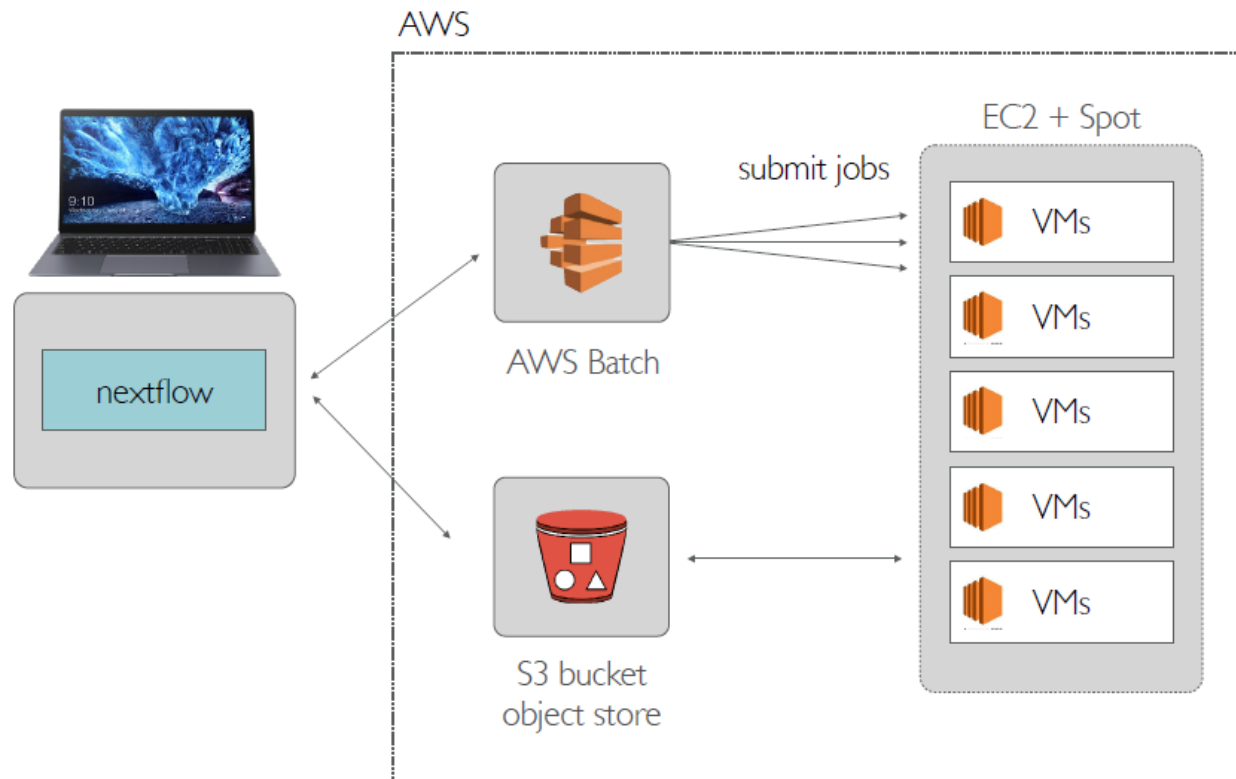 AWS
EC2 + Spot
submit jobs
9:10
VMs
VMs
nextflow
AWS Batch
VMs
VMs
VMs
S3 bucket
object store